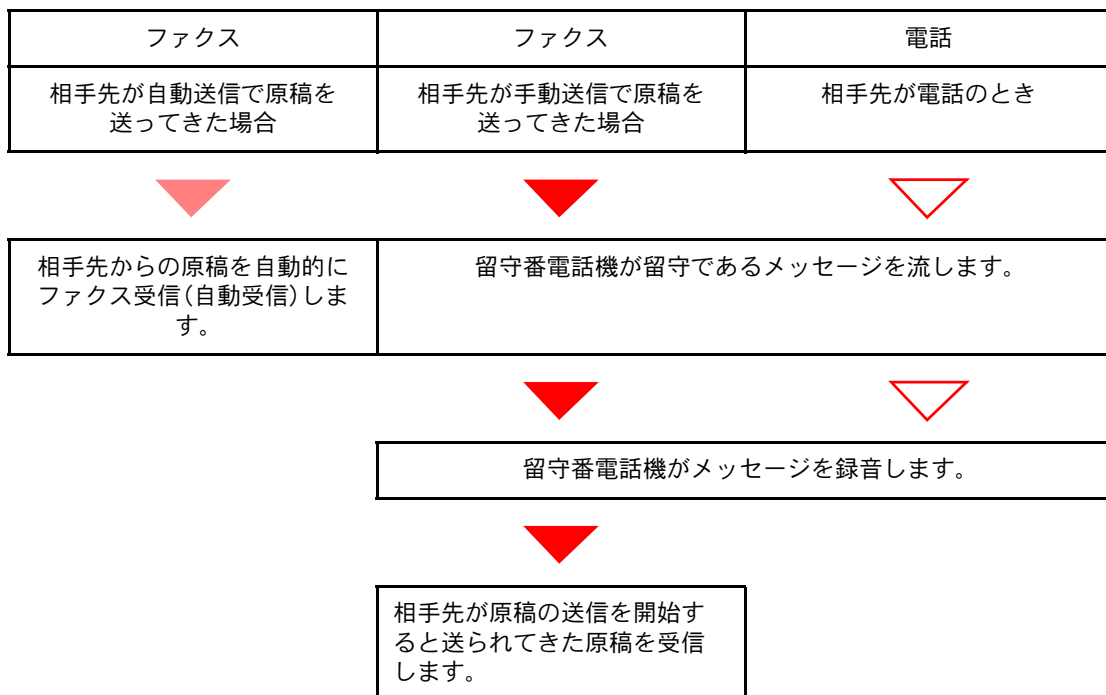 ファクス
ファクス
電話
相手先が自動送信で原稿を
送ってきた場合
相手先が手動送信で原稿を
送ってきた場合
相手先が電話のとき
相手先からの原稿を自動的に
ファクス受信(自動受信)しま
す。
留守番電話機が留守であるメッセージを流します。
留守番電話機がメッセージを録音します。
相手先が原稿の送信を開始す
ると送られてきた原稿を受信
します。